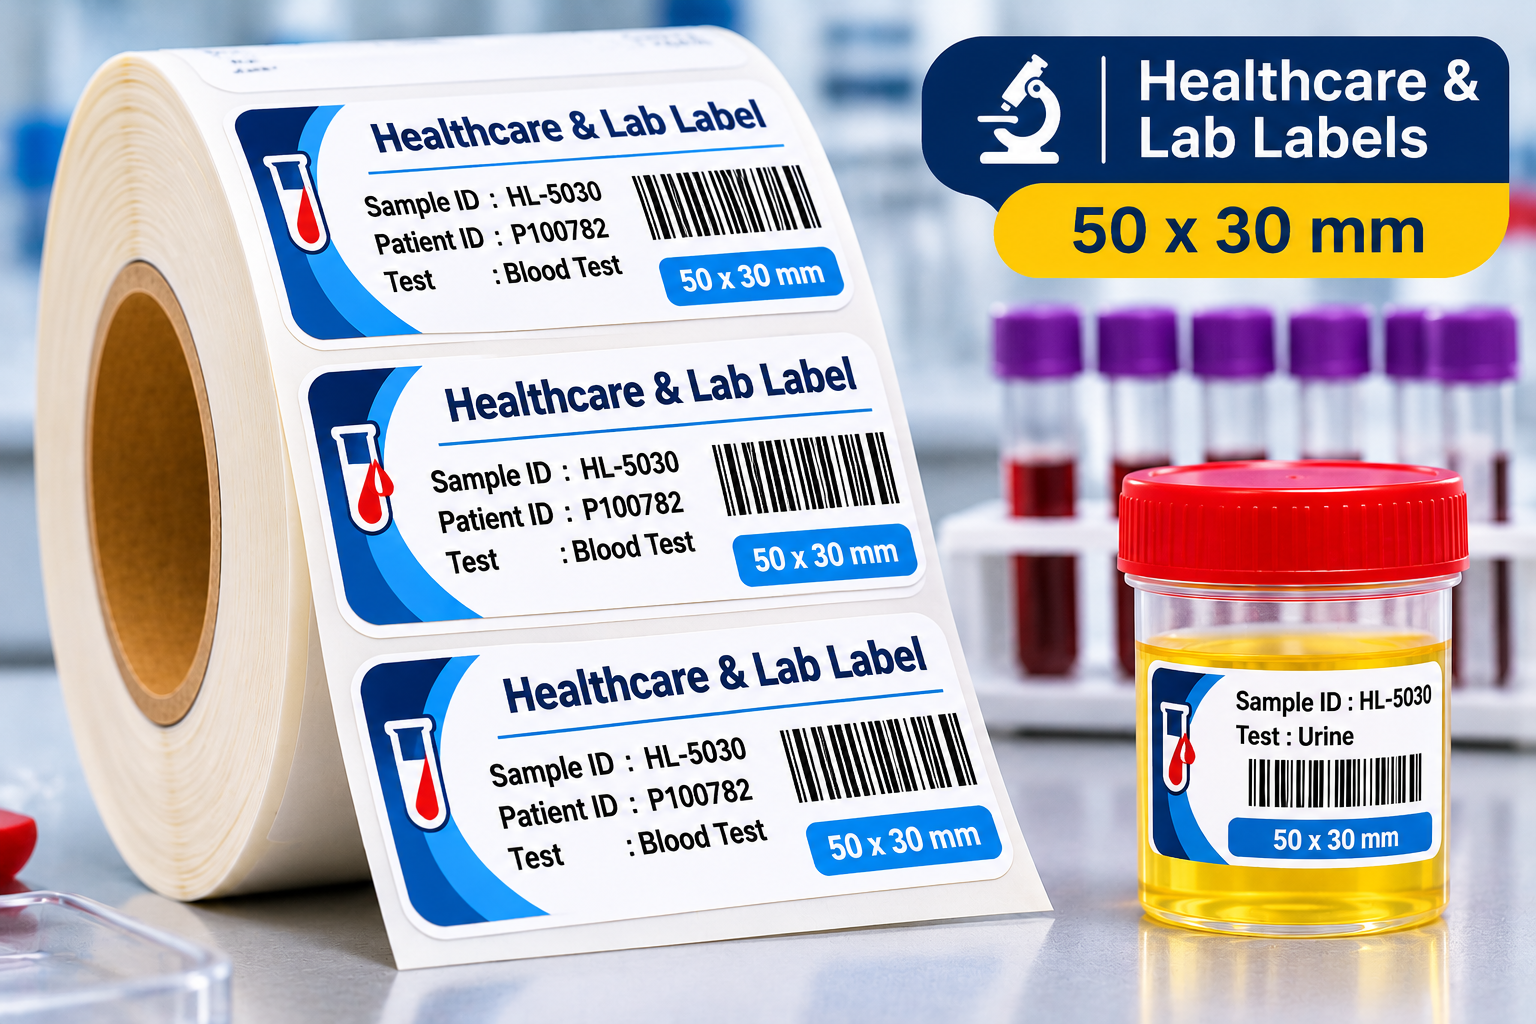 Healthcare &
Lab Labels
50 x 30 mm
Healthcare & Lab Label
Sample ID : HL-5030
Patient ID : P100782
Test : Blood Test
50 x 30 mm
Healthcare & Lab Label
Sample ID : HL-5030
Patient ID : P100782
Test : Blood Test
50 x 30 mm
Healthcare & Lab Label
Sample ID : HL-5030
Patient ID : P100782
Test : Blood Test
50 x 30 mm
Sample ID : HL-5030
Test : Urine
50 x 30 mm